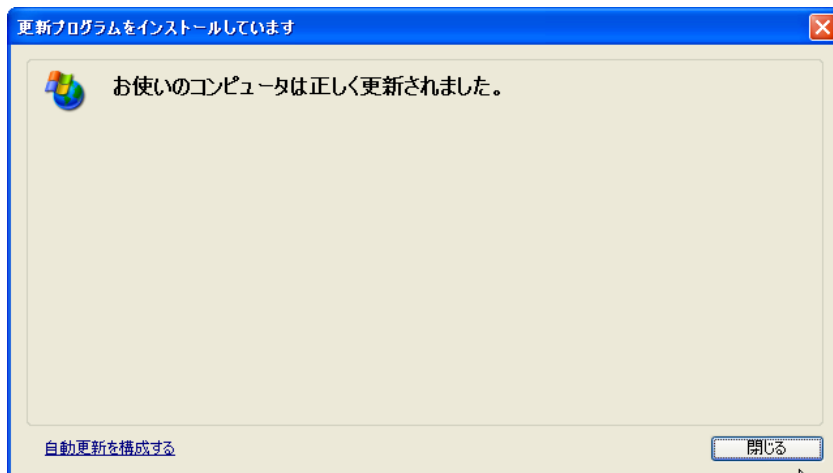 更新プログラムをインストールしています
お使いのコンピュータは正しく更新されました。
自動更新を構成する
閉じる